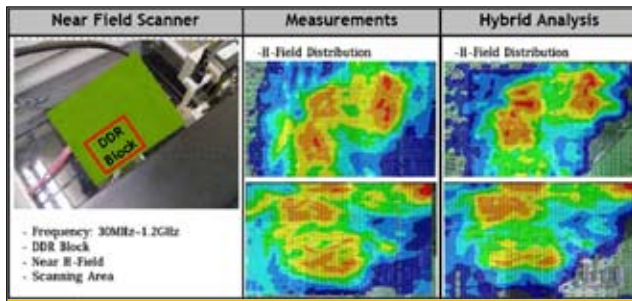 Near Field Scanner
Measurements
Hybrid Analysis
-H-Field Distribution
-H-Field Distribution
DDR
Block
- Frequency: 30MHz~1.2GHz
- DDR Block
- Near H-Field
- Scanning Area